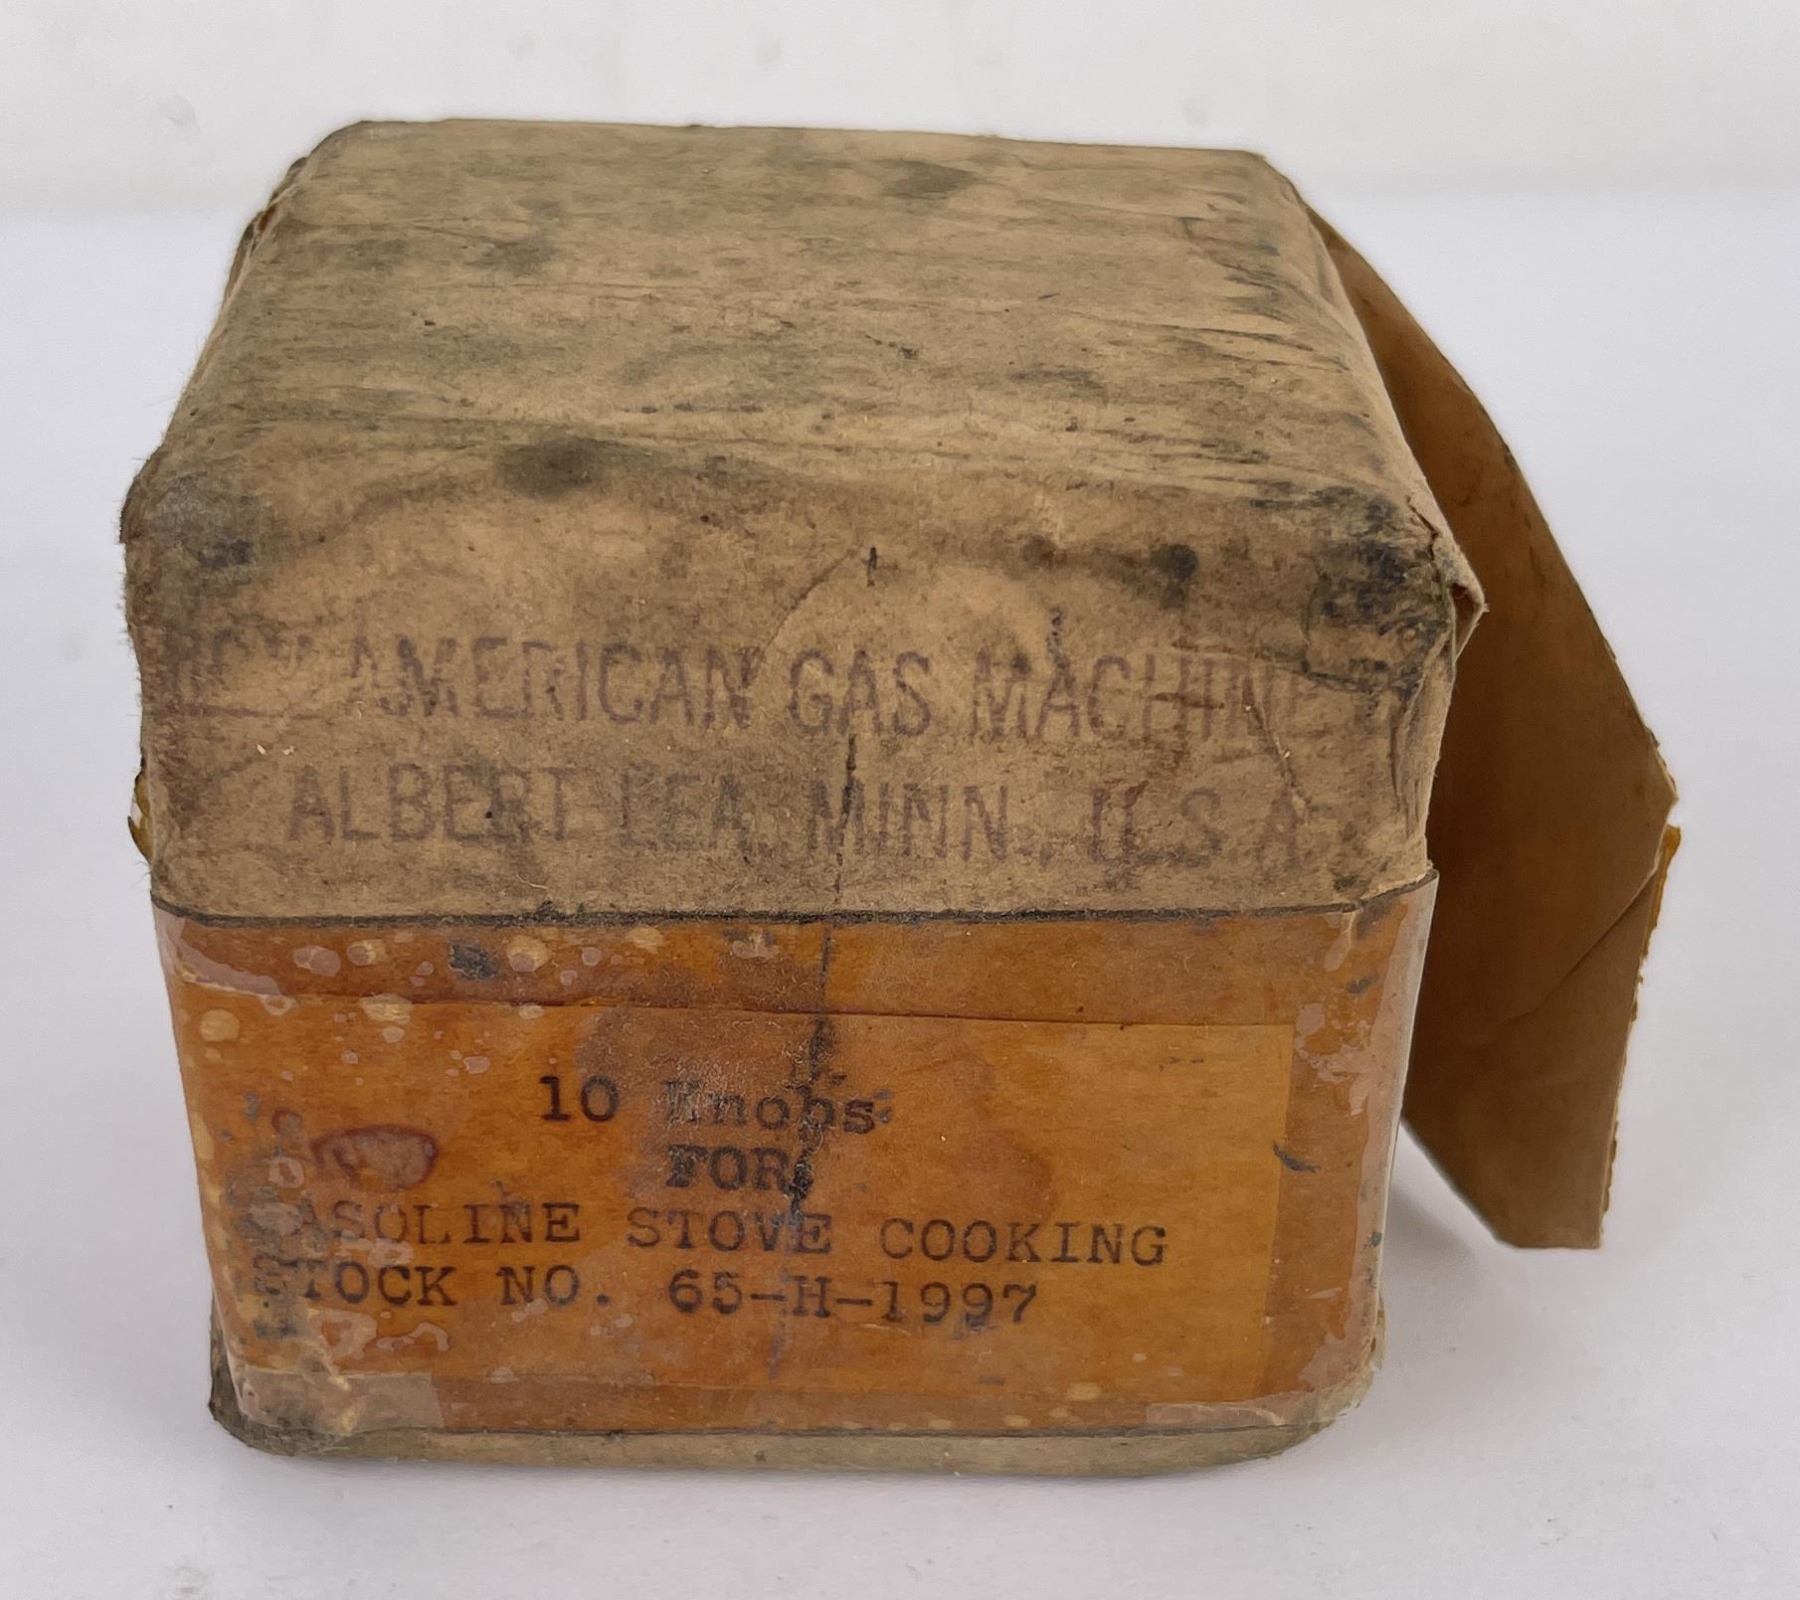 AMERICAN GAS MACHINE
ALBERT LEA, MINN., U.S.A.
10 Knobs
FOR
GASOLINE STOVE COOKING
STOCK NO. 65-H-1997